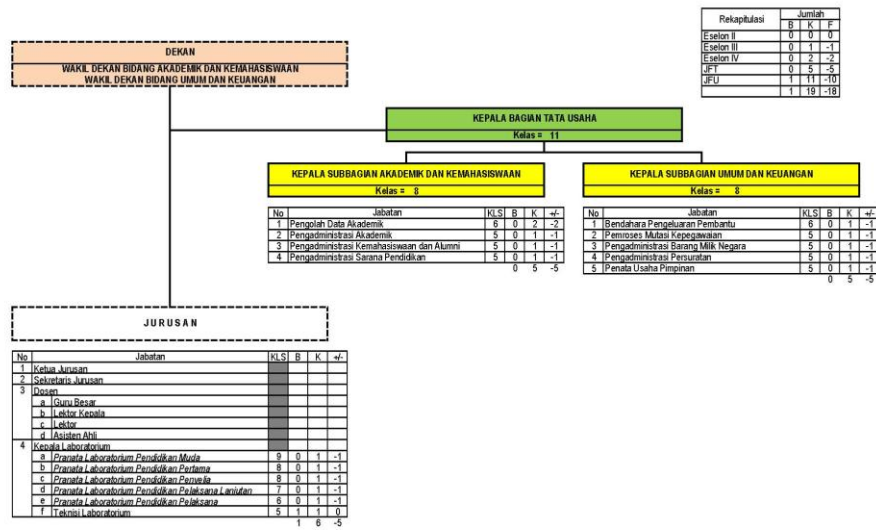 Rekapitulasi Jumlah
B K F
Eselon II 0 0 0
Eselon III 0 1 -1
Eselon IV 0 2 -2
JFT 0 5 -5
JFU 1 11 -10
1 19 -18
DEKAN
WAKIL DEKAN BIDANG AKADEMIK DAN KEMAHASISWAAN
WAKIL DEKAN BIDANG UMUM DAN KEUANGAN
KEPALA BAGIAN TATA USAHA
Kelas = 11
KEPALA SUBBAGIAN AKADEMIK DAN KEMAHASISWAAN
Kelas = 8
No Jabatan KLS B K +/-
1 Pengolah Data Akademik 6 0 2 -2
2 Pengadministrasi Akademik 5 0 1 -1
3 Pengadministrasi Kemahasiswaan dan Alumni 5 0 1 -1
4 Pengadministrasi Sarana Pendidikan 5 0 1 -1
0 5 -5
KEPALA SUBBAGIAN UMUM DAN KEUANGAN
Kelas = 8
No Jabatan KLS B K +/-
1 Bendahara Pengeluaran Pembantu 6 0 1 -1
2 Pemroses Mutasi Kepegawaian 5 0 1 -1
3 Pengadministrasi Barang Milik Negara 5 0 1 -1
4 Pengadministrasi Persuratan 5 0 1 -1
5 Penata Usaha Pimpinan 5 0 1 -1
0 5 -5
JURUSAN
No Jabatan KLS B K +/-
1 Ketua Jurusan
2 Sekretaris Jurusan
3 Dosen
a Guru Besar
b Lektor Kepala
c Lektor
d Asisten Ahli
4 Kepala Laboratorium
a Pranata Laboratorium Pendidikan Muda 9 0 1 -1
b Pranata Laboratorium Pendidikan Pertama 8 0 1 -1
c Pranata Laboratorium Pendidikan Penyelia 8 0 1 -1
d Pranata Laboratorium Pendidikan Pelaksana Lanjutan 7 0 1 -1
e Pranata Laboratorium Pendidikan Pelaksana 6 0 1 -1
f Teknisi Laboratorium 5 1 1 0
1 6 -5